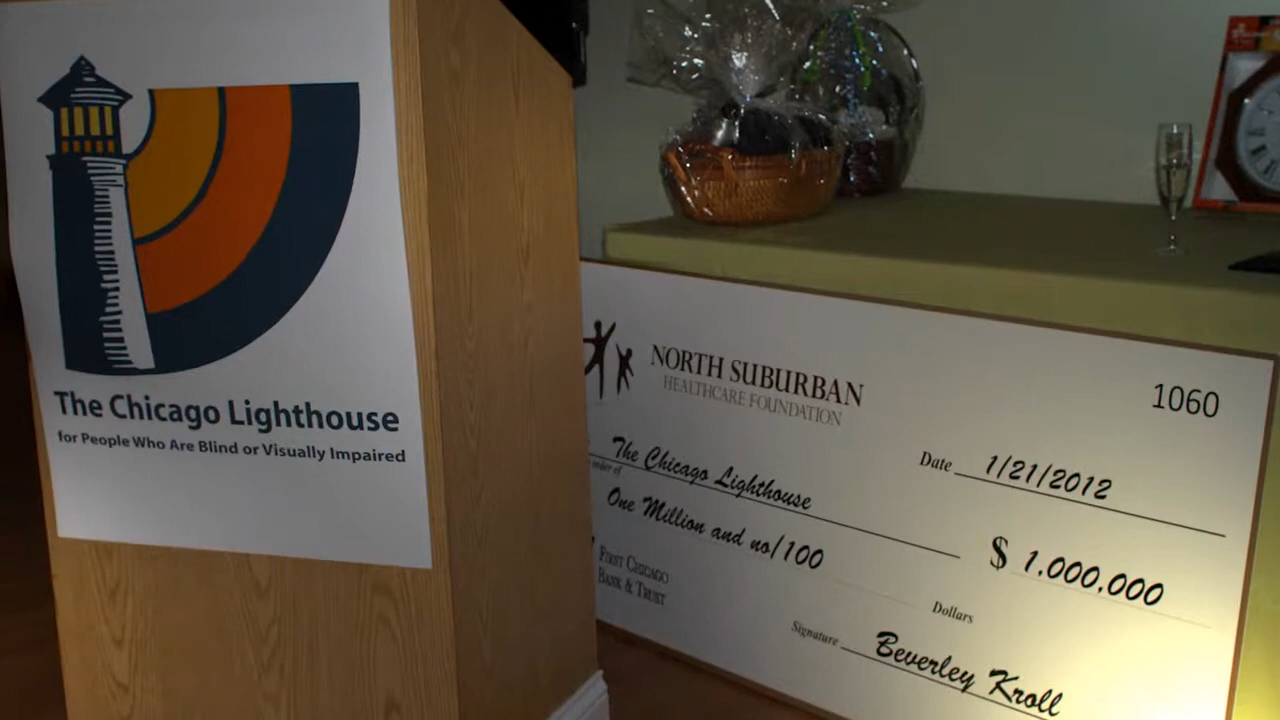 The Chicago Lighthouse
for People Who Are Blind or Visually Impaired
NORTH SUBURBAN
HEALTHCARE FOUNDATION
1060
Date 1/21/2012
order of The Chicago Lighthouse
$ 1,000,000
One Million and no/100
Dollars
FIRST CHICAGO
BANK & TRUST
Signature Beverley Kroll